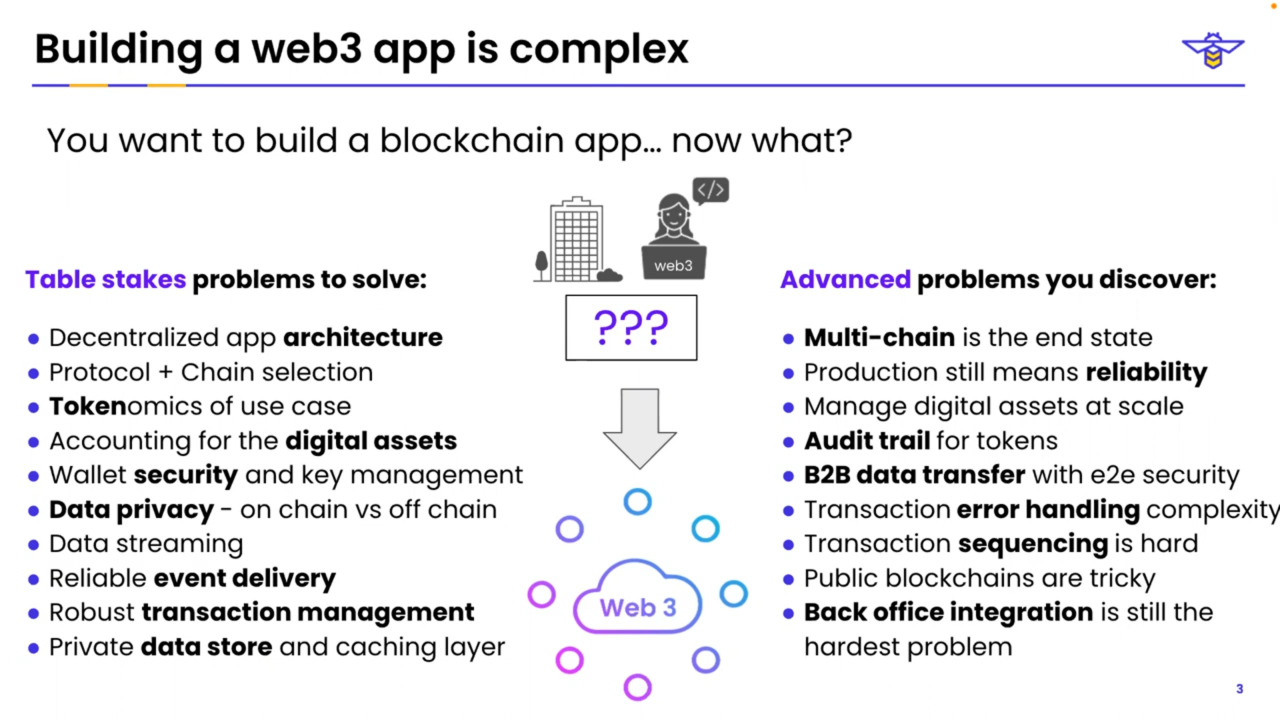 Building a web3 app is complex
You want to build a blockchain app... now what?
</>
web3
???
Web 3
Table stakes problems to solve:
● Decentralized app architecture
● Protocol + Chain selection
● Tokenomics of use case
● Accounting for the digital assets
● Wallet security and key management
● Data privacy - on chain vs off chain
● Data streaming
● Reliable event delivery
● Robust transaction management
● Private data store and caching layer
Advanced problems you discover:
● Multi-chain is the end state
● Production still means reliability
● Manage digital assets at scale
● Audit trail for tokens
● B2B data transfer with e2e security
● Transaction error handling complexity
● Transaction sequencing is hard
● Public blockchains are tricky
● Back office integration is still the
hardest problem
3